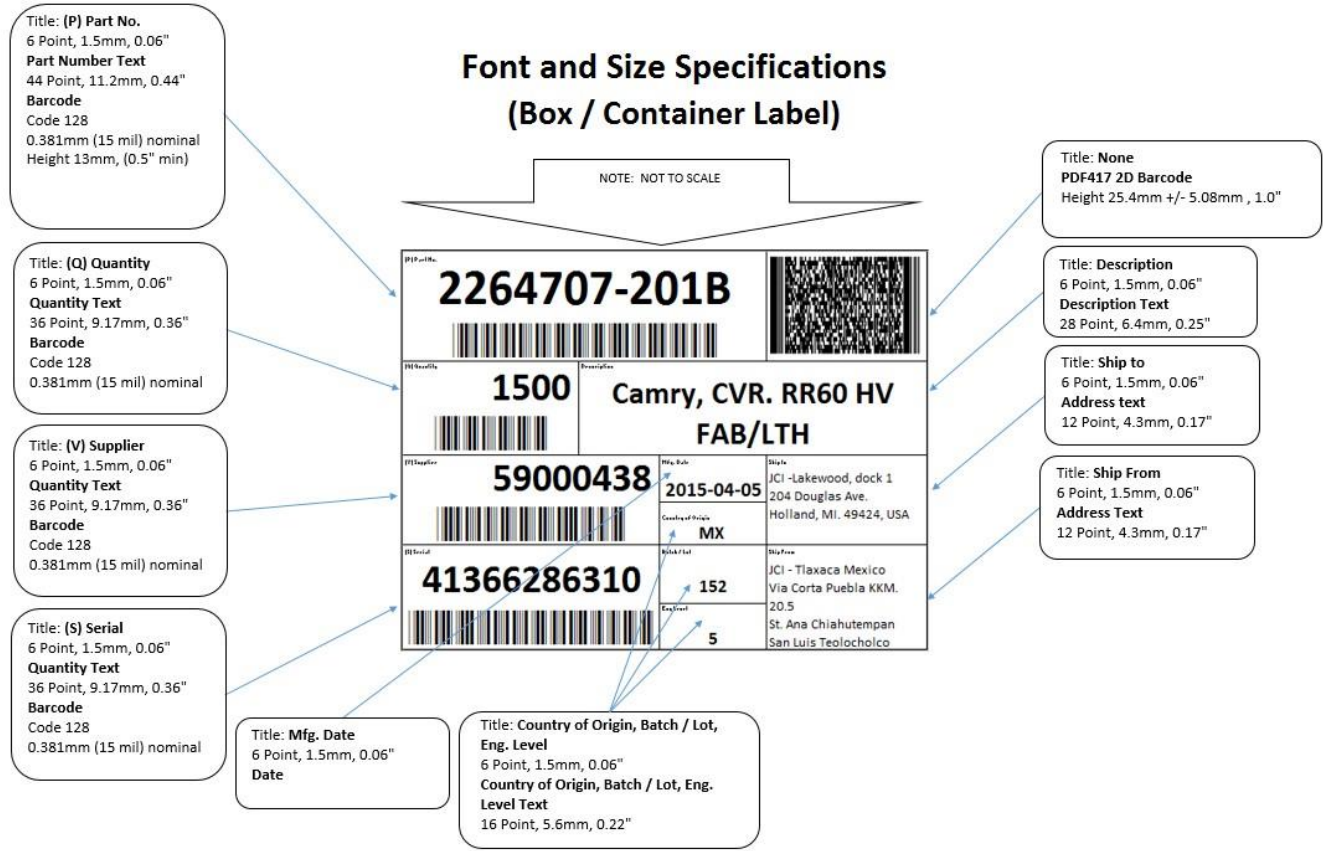 Font and Size Specifications
(Box / Container Label)
NOTE: NOT TO SCALE
Title: (P) Part No.
6 Point, 1.5mm, 0.06"
Part Number Text
44 Point, 11.2mm, 0.44"
Barcode
Code 128
0.381mm (15 mil) nominal
Height 13mm, (0.5" min)
Title: (Q) Quantity
6 Point, 1.5mm, 0.06"
Quantity Text
36 Point, 9.17mm, 0.36"
Barcode
Code 128
0.381mm (15 mil) nominal
Title: (V) Supplier
6 Point, 1.5mm, 0.06"
Quantity Text
36 Point, 9.17mm, 0.36"
Barcode
Code 128
0.381mm (15 mil) nominal
Title: (S) Serial
6 Point, 1.5mm, 0.06"
Quantity Text
36 Point, 9.17mm, 0.36"
Barcode
Code 128
0.381mm (15 mil) nominal
(P) Part No.
2264707-201B
(Q) Quantity
1500
Description
Camry, CVR. RR60 HV
FAB/LTH
(V) Supplier
59000438
Mfg. Date
2015-04-05
Country of Origin
MX
Ship to
JCI -Lakewood, dock 1
204 Douglas Ave.
Holland, MI. 49424, USA
(S) Serial
41366286310
Batch / Lot
152
Eng Level
5
Ship From
JCI - Tlaxaca Mexico
Via Corta Puebla KKM.
20.5
St. Ana Chiahutempan
San Luis Teolocholco
Title: None
PDF417 2D Barcode
Height 25.4mm +/- 5.08mm , 1.0"
Title: Description
6 Point, 1.5mm, 0.06"
Description Text
28 Point, 6.4mm, 0.25"
Title: Ship to
6 Point, 1.5mm, 0.06"
Address text
12 Point, 4.3mm, 0.17"
Title: Ship From
6 Point, 1.5mm, 0.06"
Address Text
12 Point, 4.3mm, 0.17"
Title: Mfg. Date
6 Point, 1.5mm, 0.06"
Date
Title: Country of Origin, Batch / Lot,
Eng. Level
6 Point, 1.5mm, 0.06"
Country of Origin, Batch / Lot, Eng.
Level Text
16 Point, 5.6mm, 0.22"